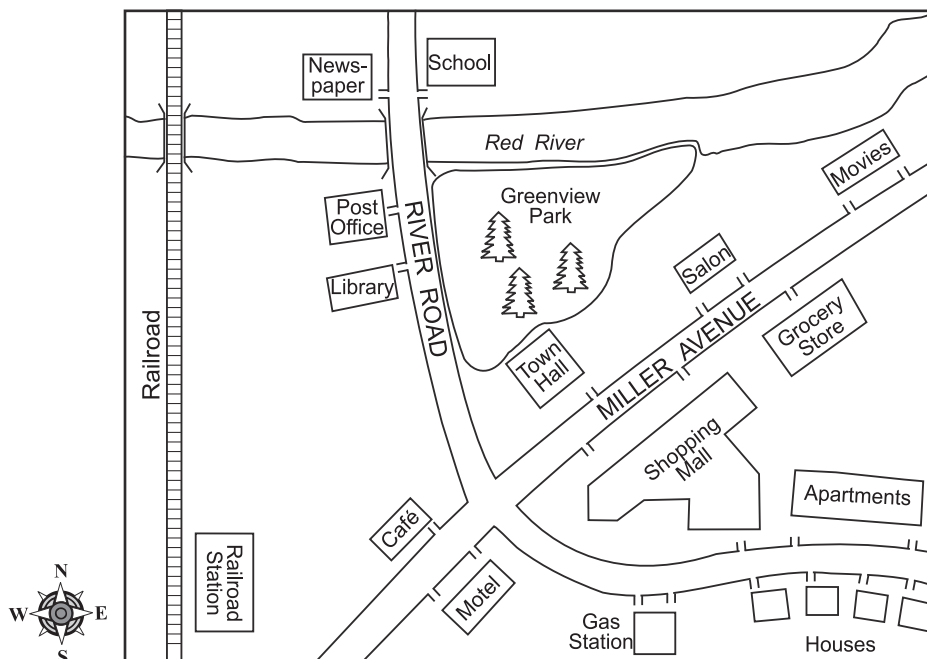 News-
paper
School
Red River
Movies
Greenview
Park
Post
Office
RIVER ROAD
Salon
Library
Grocery
Store
MILLER AVENUE
Town
Hall
Railroad
Shopping
Mall
Apartments
Café
Railroad
Station
Motel
Gas
Station
Houses
N
W
E
S